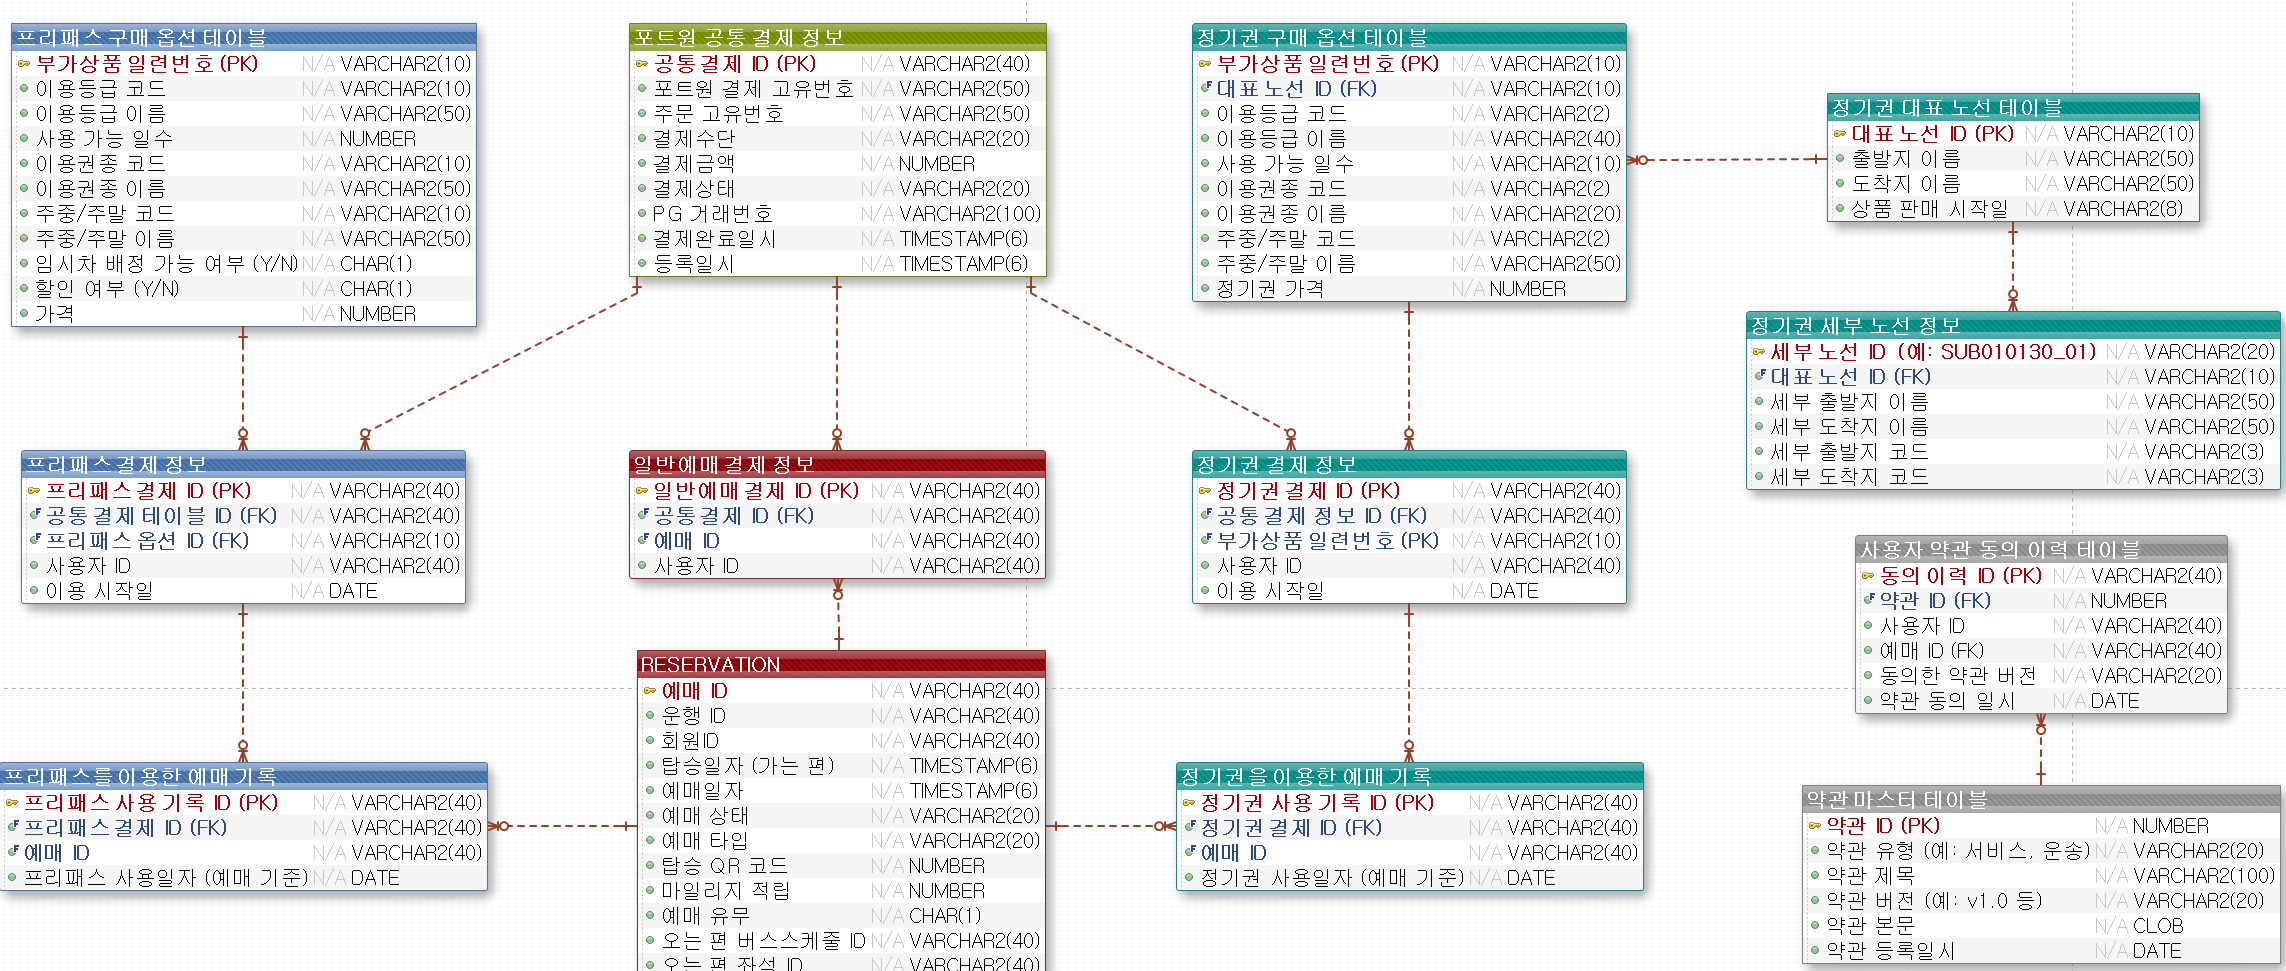 프리패스 구매 옵션 테이블
부가상품 일련번호 (PK) N/A VARCHAR2(10)
이용등급 코드 N/A VARCHAR2(10)
이용등급 이름 N/A VARCHAR2(50)
사용 가능 일수 N/A NUMBER
이용권종 코드 N/A VARCHAR2(10)
이용권종 이름 N/A VARCHAR2(50)
주중/주말 코드 N/A VARCHAR2(10)
주중/주말 이름 N/A VARCHAR2(50)
임시차 배정 가능 여부 (Y/N) N/A CHAR(1)
할인 여부 (Y/N) N/A CHAR(1)
가격 N/A NUMBER
포트원 공통 결제 정보
공통결제 ID (PK) N/A VARCHAR2(40)
포트원 결제 고유번호 N/A VARCHAR2(50)
주문 고유번호 N/A VARCHAR2(50)
결제수단 N/A VARCHAR2(20)
결제금액 N/A NUMBER
결제상태 N/A VARCHAR2(20)
PG 거래번호 N/A VARCHAR2(100)
결제완료일시 N/A TIMESTAMP(6)
등록일시 N/A TIMESTAMP(6)
정기권 구매 옵션 테이블
부가상품 일련번호 (PK) N/A VARCHAR2(10)
대표 노선 ID (FK) N/A VARCHAR2(10)
이용등급 코드 N/A VARCHAR2(2)
이용등급 이름 N/A VARCHAR2(40)
사용 가능 일수 N/A VARCHAR2(10)
이용권종 코드 N/A VARCHAR2(2)
이용권종 이름 N/A VARCHAR2(20)
주중/주말 코드 N/A VARCHAR2(2)
주중/주말 이름 N/A VARCHAR2(50)
정기권 가격 N/A NUMBER
정기권 대표 노선 테이블
대표 노선 ID (PK) N/A VARCHAR2(10)
출발지 이름 N/A VARCHAR2(50)
도착지 이름 N/A VARCHAR2(50)
상품 판매 시작일 N/A VARCHAR2(8)
정기권 세부 노선 정보
세부 노선 ID (예: SUB010130_01) N/A VARCHAR2(20)
대표 노선 ID (FK) N/A VARCHAR2(10)
세부 출발지 이름 N/A VARCHAR2(50)
세부 도착지 이름 N/A VARCHAR2(50)
세부 출발지 코드 N/A VARCHAR2(3)
세부 도착지 코드 N/A VARCHAR2(3)
프리패스 결제 정보
프리패스 결제 ID (PK) N/A VARCHAR2(40)
공통 결제 테이블 ID (FK) N/A VARCHAR2(40)
프리패스 옵션 ID (FK) N/A VARCHAR2(10)
사용자 ID N/A VARCHAR2(40)
이용 시작일 N/A DATE
일반예매 결제 정보
일반예매 결제 ID (PK) N/A VARCHAR2(40)
공통결제 ID (FK) N/A VARCHAR2(40)
예매 ID N/A VARCHAR2(40)
사용자 ID N/A VARCHAR2(40)
정기권 결제 정보
정기권 결제 ID (PK) N/A VARCHAR2(40)
공통 결제 정보 ID (FK) N/A VARCHAR2(40)
부가상품 일련번호 (PK) N/A VARCHAR2(10)
사용자 ID N/A VARCHAR2(40)
이용 시작일 N/A DATE
사용자 약관 동의 이력 테이블
동의 이력 ID (PK) N/A VARCHAR2(40)
약관 ID (FK) N/A NUMBER
사용자 ID N/A VARCHAR2(40)
예매 ID (FK) N/A VARCHAR2(40)
동의한 약관 버전 N/A VARCHAR2(20)
약관 동의 일시 N/A DATE
프리패스를 이용한 예매 기록
프리패스 사용 기록 ID (PK) N/A VARCHAR2(40)
프리패스 결제 ID (FK) N/A VARCHAR2(40)
예매 ID N/A VARCHAR2(40)
프리패스 사용일자 (예매 기준) N/A DATE
RESERVATION
예매 ID N/A VARCHAR2(40)
운행 ID N/A VARCHAR2(40)
회원ID N/A VARCHAR2(40)
탑승일자 (가는 편) N/A TIMESTAMP(6)
예매일자 N/A TIMESTAMP(6)
예매 상태 N/A VARCHAR2(20)
예매 타입 N/A VARCHAR2(20)
탑승 QR 코드 N/A NUMBER
마일리지 적립 N/A NUMBER
예매 유무 N/A CHAR(1)
오는 편 버스스케줄 ID N/A VARCHAR2(40)
오는 편 좌석 ID N/A VARCHAR2(40)
정기권을 이용한 예매 기록
정기권 사용 기록 ID (PK) N/A VARCHAR2(40)
정기권 결제 ID (FK) N/A VARCHAR2(40)
예매 ID N/A VARCHAR2(40)
정기권 사용일자 (예매 기준) N/A DATE
약관 마스터 테이블
약관 ID (PK) N/A NUMBER
약관 유형 (예: 서비스, 운송) N/A VARCHAR2(20)
약관 제목 N/A VARCHAR2(100)
약관 버전 (예: v1.0 등) N/A VARCHAR2(20)
약관 본문 N/A CLOB
약관 등록일시 N/A DATE